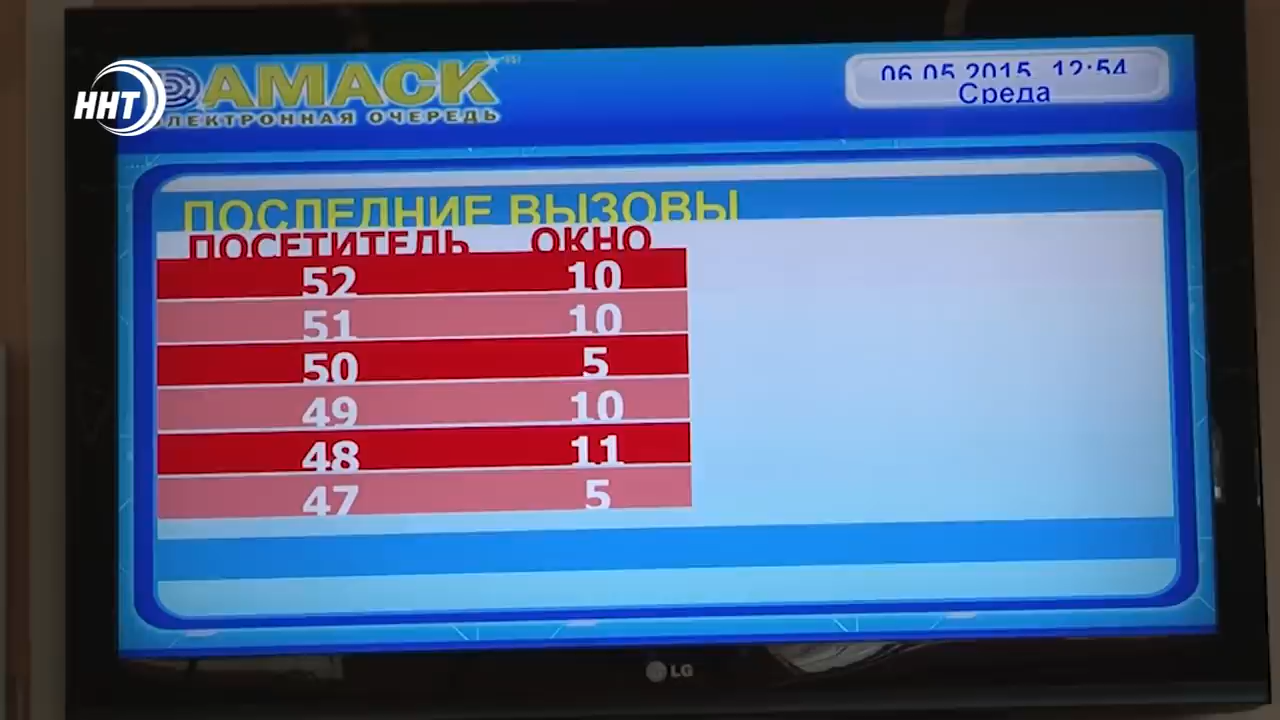 ННТ
ДАМАСК
ЭЛЕКТРОННАЯ ОЧЕРЕДЬ
06.05.2015 12:54
Среда
ПОСЛЕДНИЕ ВЫЗОВЫ
ПОСЕТИТЕЛЬ ОКНО
52 10
51 10
50 5
49 10
48 11
47 5
LG